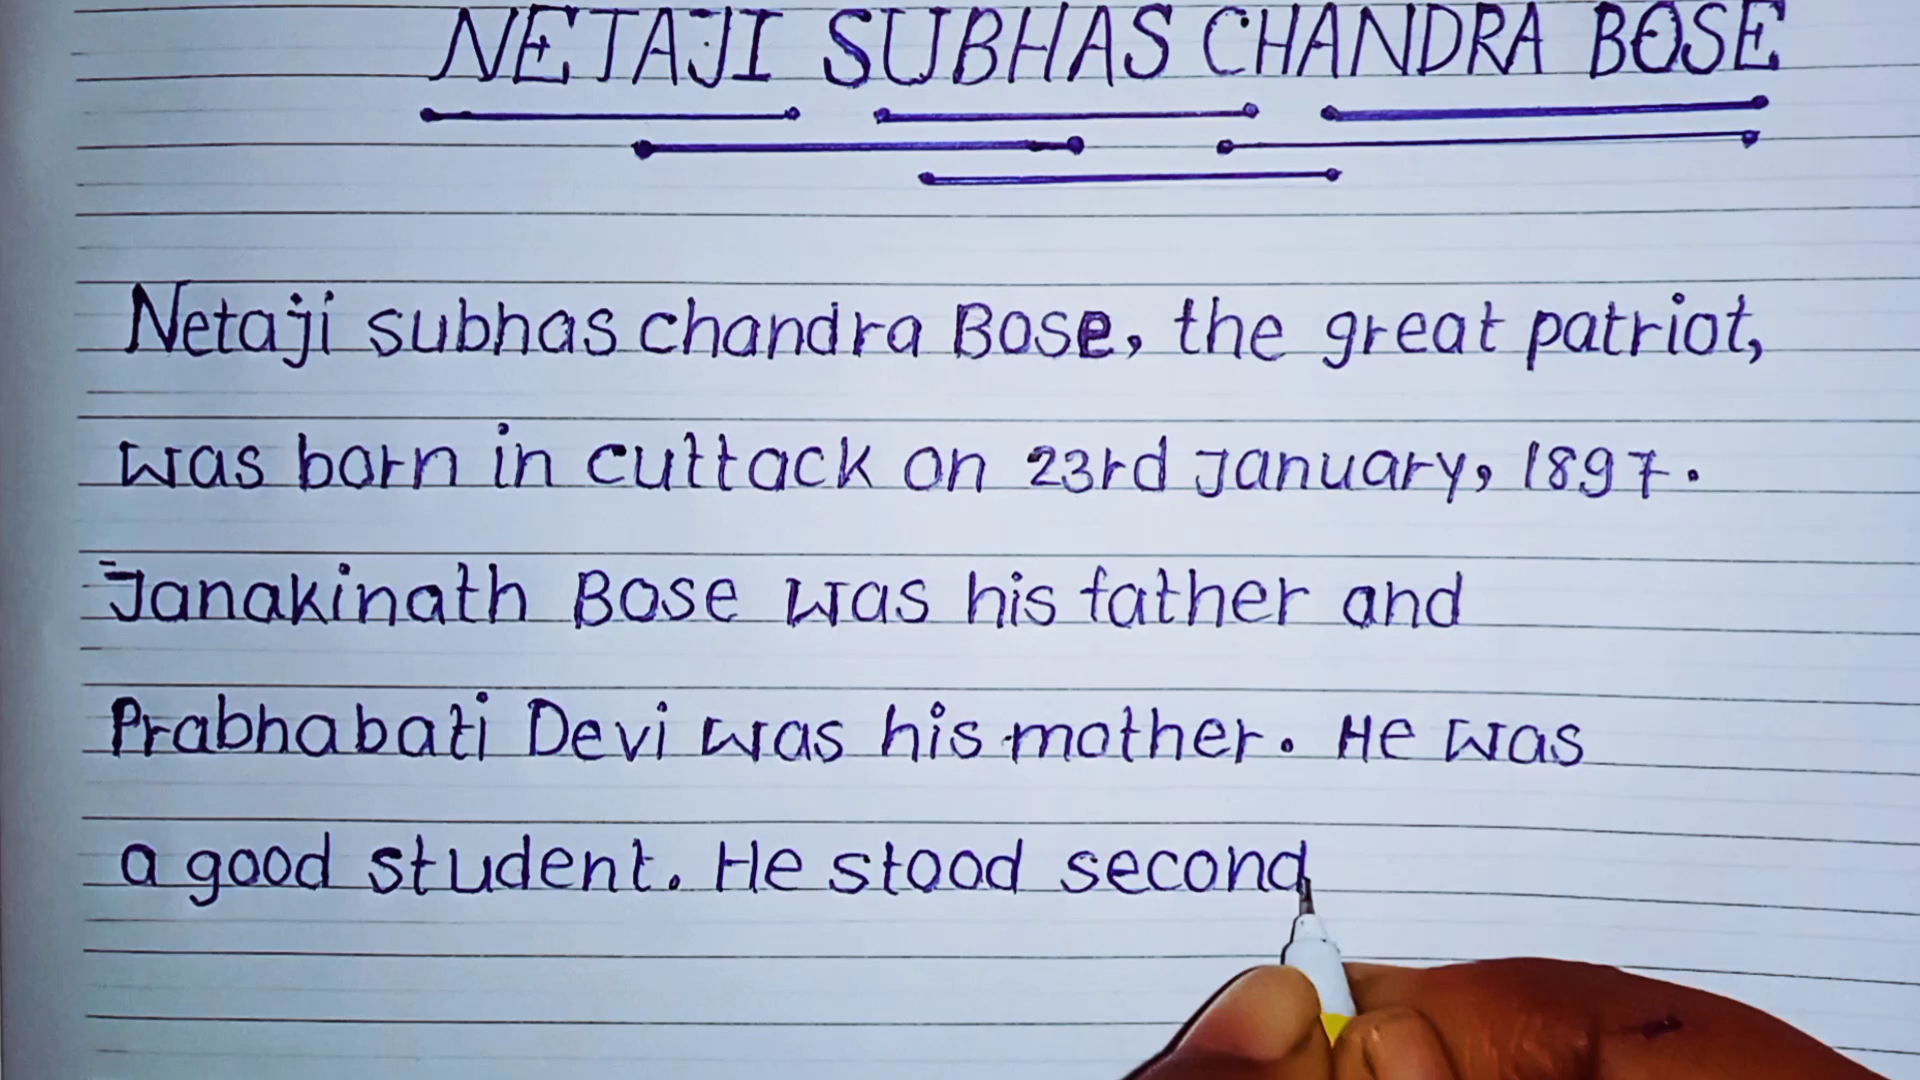 NETAJI SUBHAS CHANDRA BOSE
Netaji subhas chandra Bose, the great patriot,
was born in cuttack on 23rd January, 1897.
Janakinath Bose was his father and
Prabhabati Devi was his mother. He was
a good student. He stood second